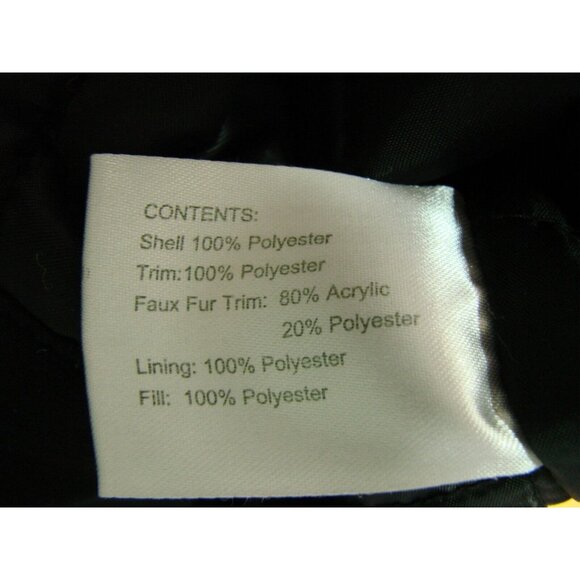 CONTENTS:
Shell 100% Polyester
Trim:100% Polyester
Faux Fur Trim: 80% Acrylic
20% Polyester
Lining: 100% Polyester
Fill: 100% Polyester